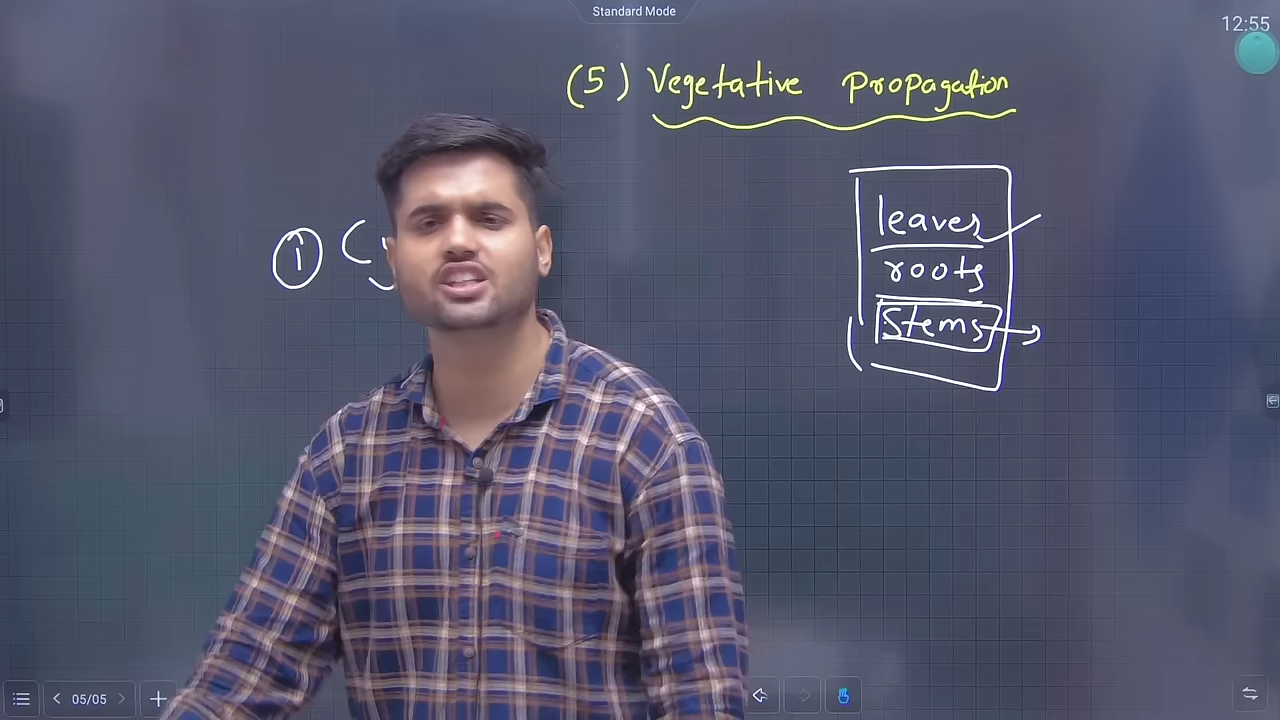 Standard Mode
12:55
(5) Vegetative Propagation
leaves
① 
roots
Stems
05/05